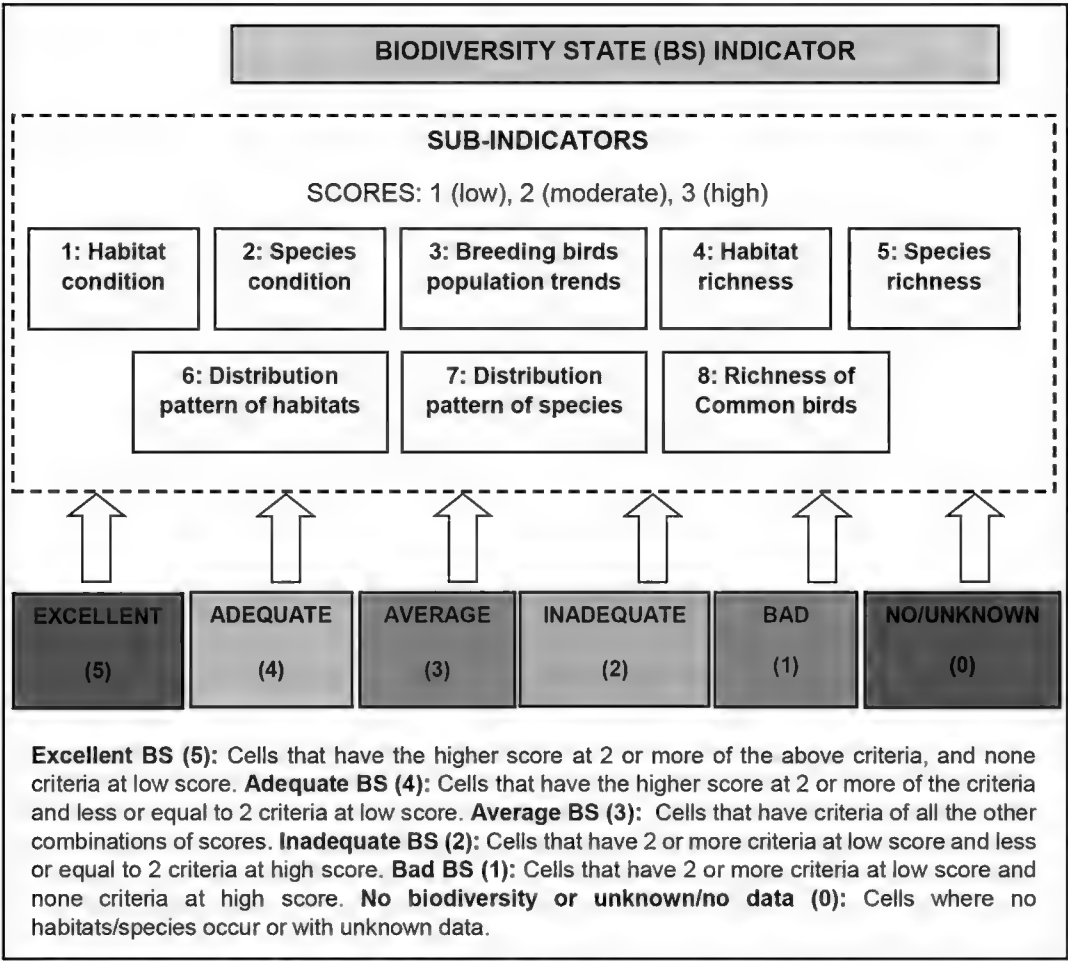 BIODIVERSITY STATE (BS) INDICATOR
SUB-INDICATORS
SCORES: 1 (low), 2 (moderate), 3 (high)
1: Habitat
condition
2: Species
condition
3: Breeding birds
population trends
4: Habitat
richness
5: Species
richness
6: Distribution
pattern of habitats
7: Distribution
pattern of species
8: Richness of
Common birds
EXCELLENT
(5)
ADEQUATE
(4)
AVERAGE
(3)
INADEQUATE
(2)
BAD
(1)
NO/UNKNOWN
(0)
Excellent BS (5): Cells that have the higher score at 2 or more of the above criteria, and none
criteria at low score. Adequate BS (4): Cells that have the higher score at 2 or more of the criteria
and less or equal to 2 criteria at low score. Average BS (3): Cells that have criteria of all the other
combinations of scores. Inadequate BS (2): Cells that have 2 or more criteria at low score and less
or equal to 2 criteria at high score. Bad BS (1): Cells that have 2 or more criteria at low score and
none criteria at high score. No biodiversity or unknown/no data (0): Cells where no
habitats/species occur or with unknown data.